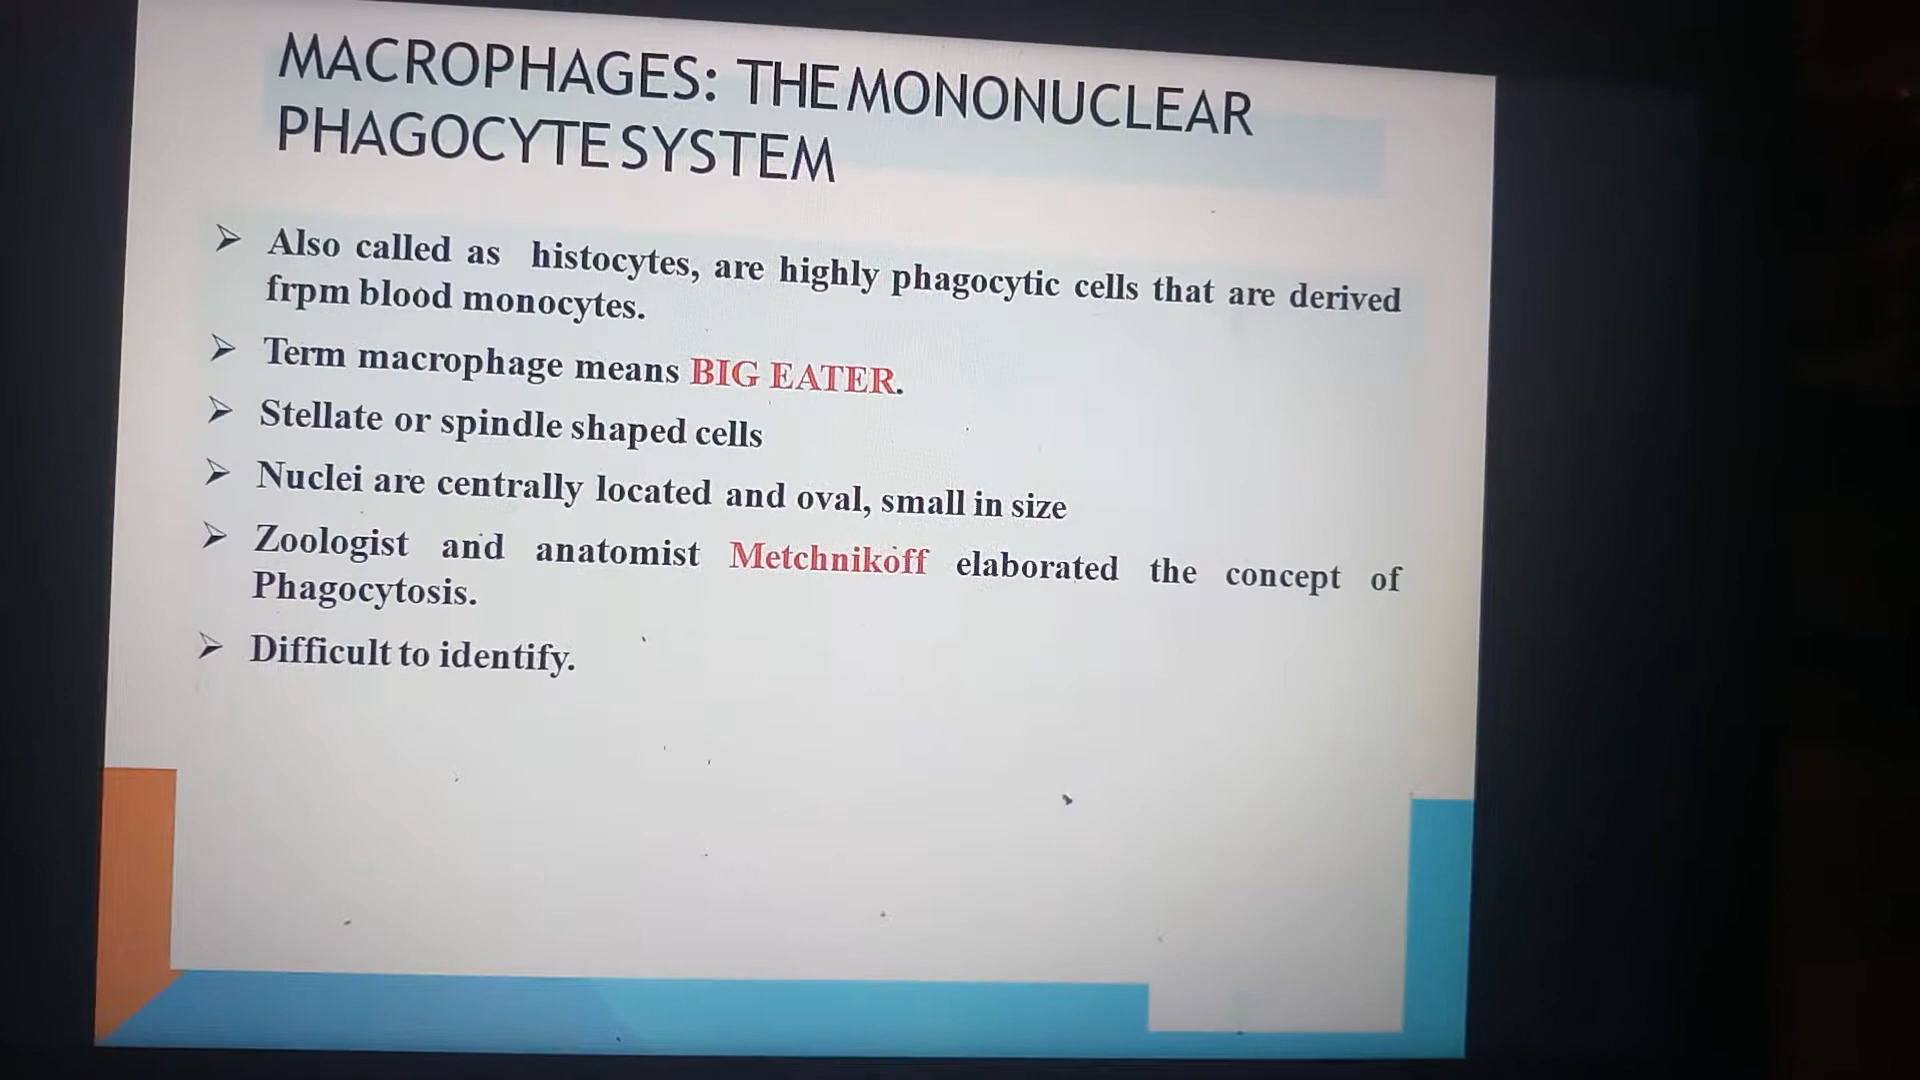 MACROPHAGES: THE MONONUCLEAR
PHAGOCYTE SYSTEM
Also called as histocytes, are highly phagocytic cells that are derived
frpm blood monocytes.
Term macrophage means BIG EATER.
Stellate or spindle shaped cells
Nuclei are centrally located and oval, small in size
Zoologist and anatomist Metchnikoff elaborated the concept of
Phagocytosis.
Difficult to identify.